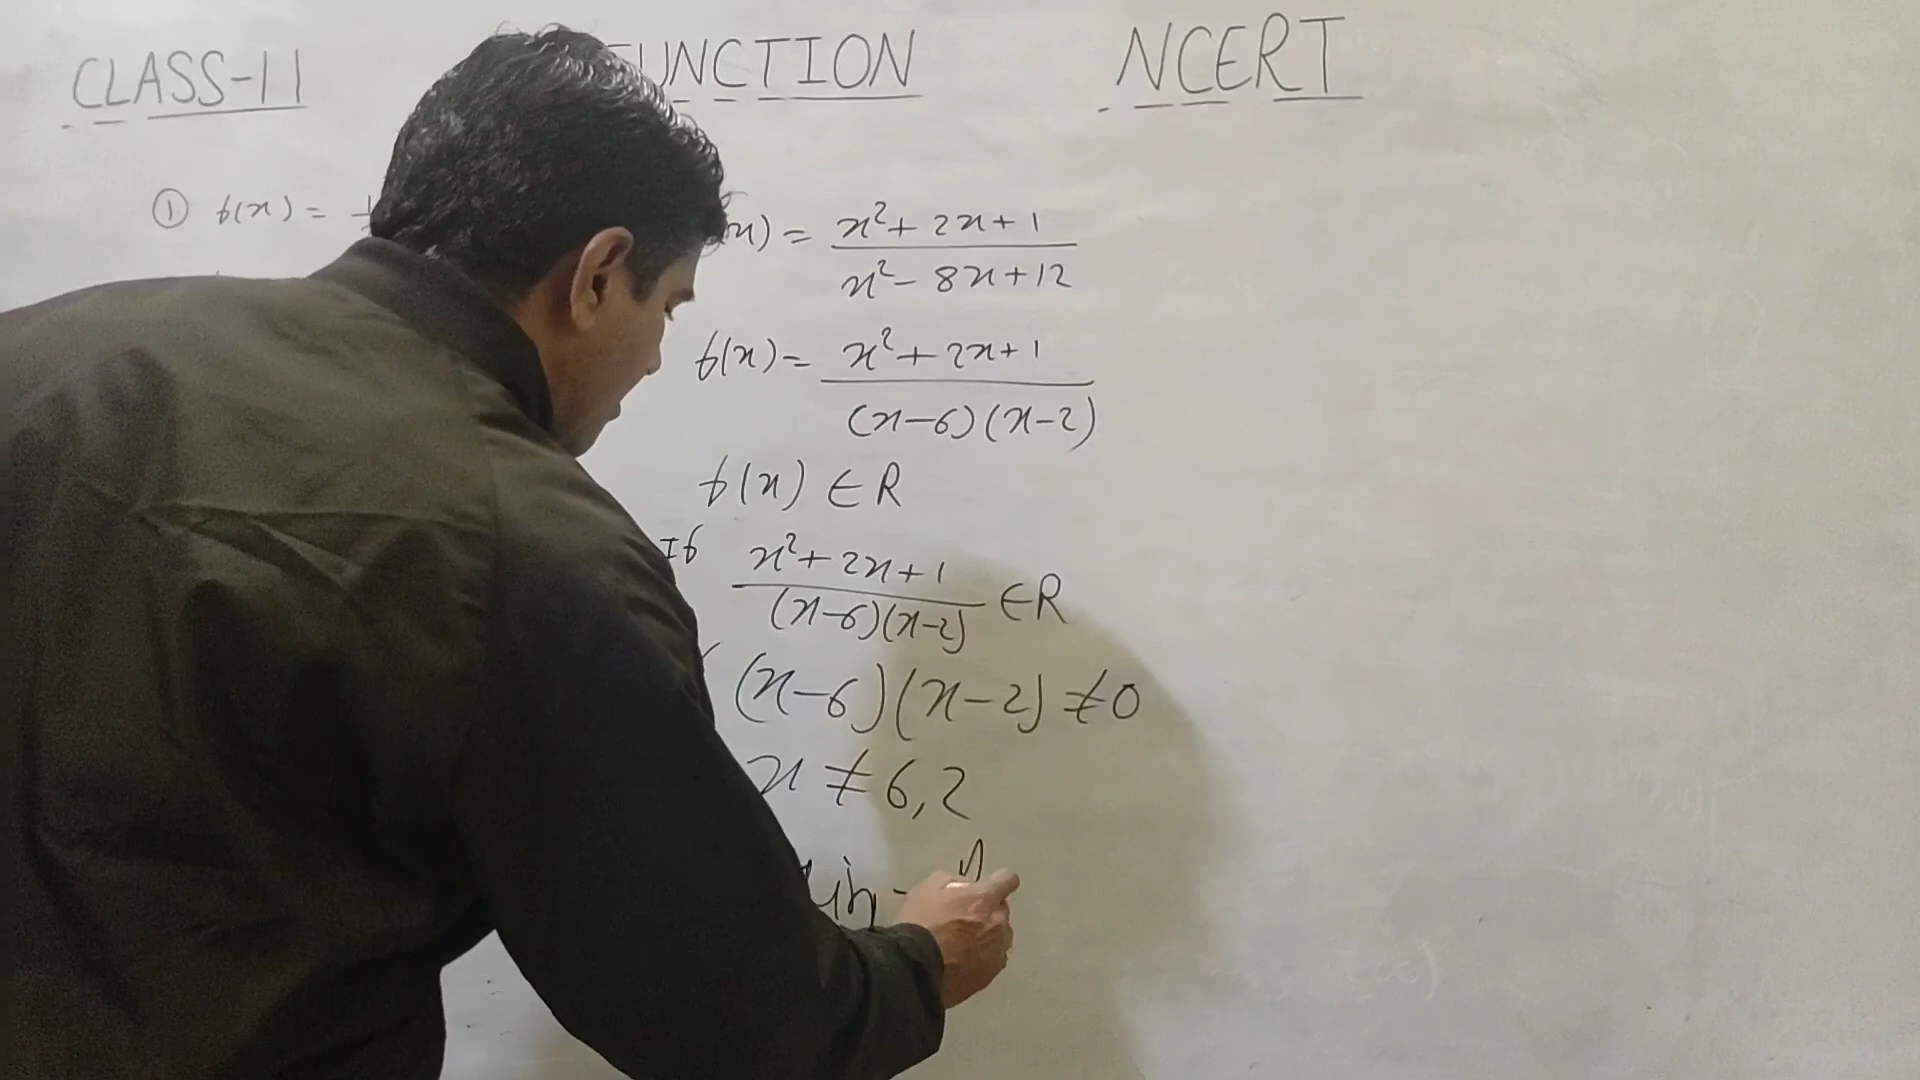 CLASS-11 FUNCTION NCERT
① f(x) =
x) = x²+2x+1
x²-8x+12
f(x) = x²+2x+1
(x-6)(x-2)
f(x) ∈ R
If x²+2x+1
(x-6)(x-2) ∈R
(x-6)(x-2) ≠0
x ≠ 6,2